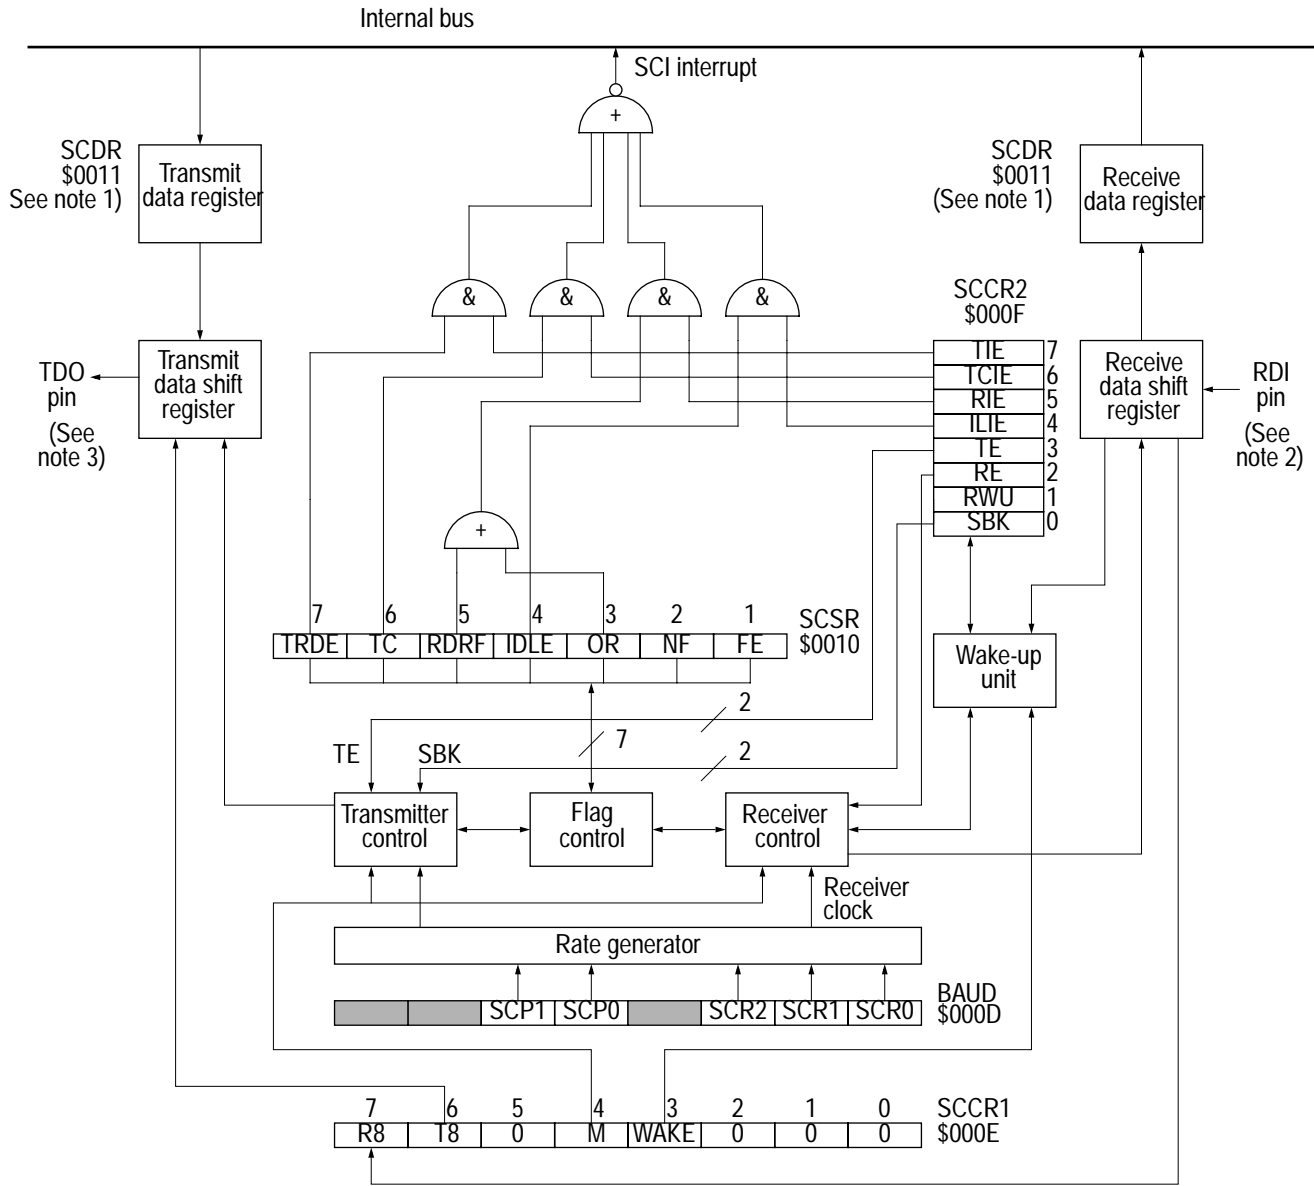 Internal bus
SCI interrupt
+
SCDR
$0011
See note 1)
Transmit
data register
SCDR
$0011
(See note 1)
Receive
data register
&
&
&
&
SCCR2
$000F
TIE 7
TCIE 6
RIE 5
ILIE 4
TE 3
RE 2
RWU 1
SBK 0
TDO
pin
(See
note 3)
Transmit
data shift
register
Receive
data shift
register
RDI
pin
(See
note 2)
+
7 6 5 4 3 2 1
TRDE TC RDRF IDLE OR NF FE
SCSR
$0010
Wake-up
unit
2
7
2
TE
SBK
Transmitter
control
Flag
control
Receiver
control
Receiver
clock
Rate generator
SCP1 SCP0 SCR2 SCR1 SCR0
BAUD
$000D
7 6 5 4 3 2 1 0
R8 T8 0 M WAKE 0 0 0
SCCR1
$000E